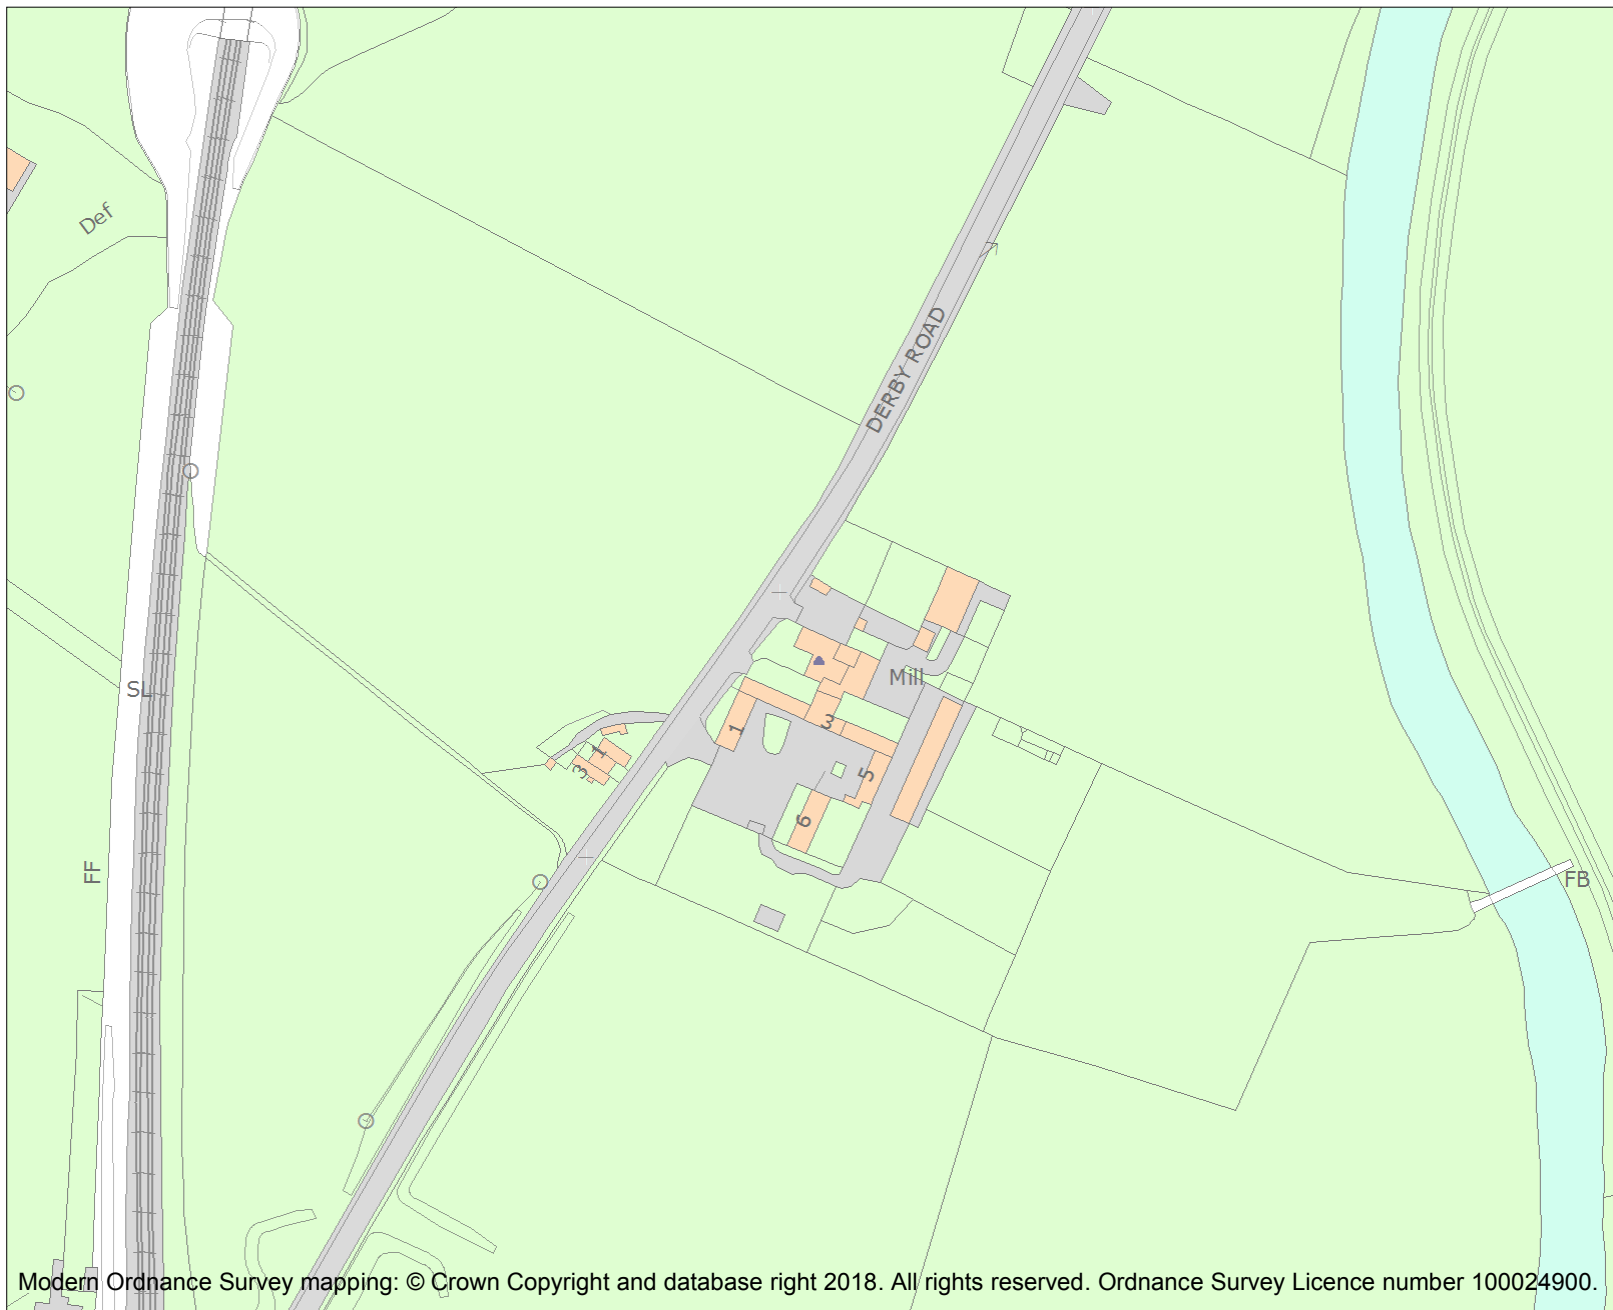 Def
DERBY ROAD
Mill
SL
1
3
1
3
5
6
FF
FB
Modern Ordnance Survey mapping: © Crown Copyright and database right 2018. All rights reserved. Ordnance Survey Licence number 100024900.